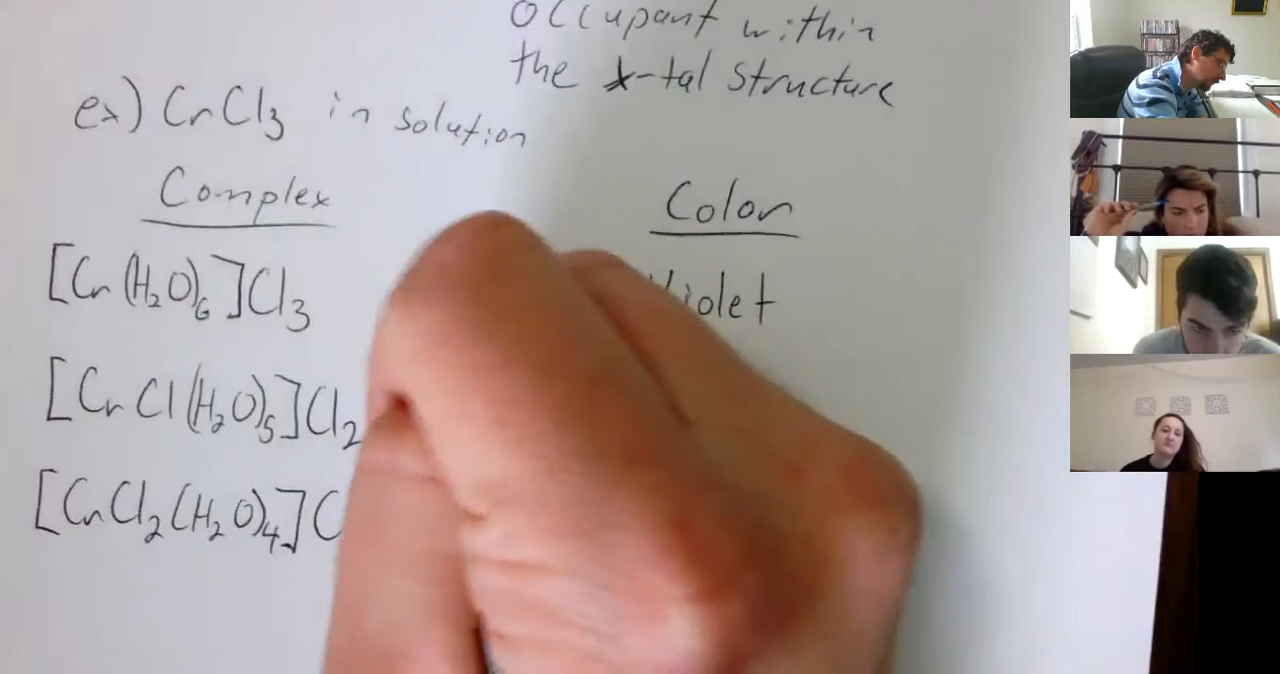 Occupant within
the x-tal structure
ex) CrCl3 in solution
Complex Color
[Cr(H2O)6]Cl3 Violet
[CrCl(H2O)5]Cl2
[CrCl2(H2O)4]C